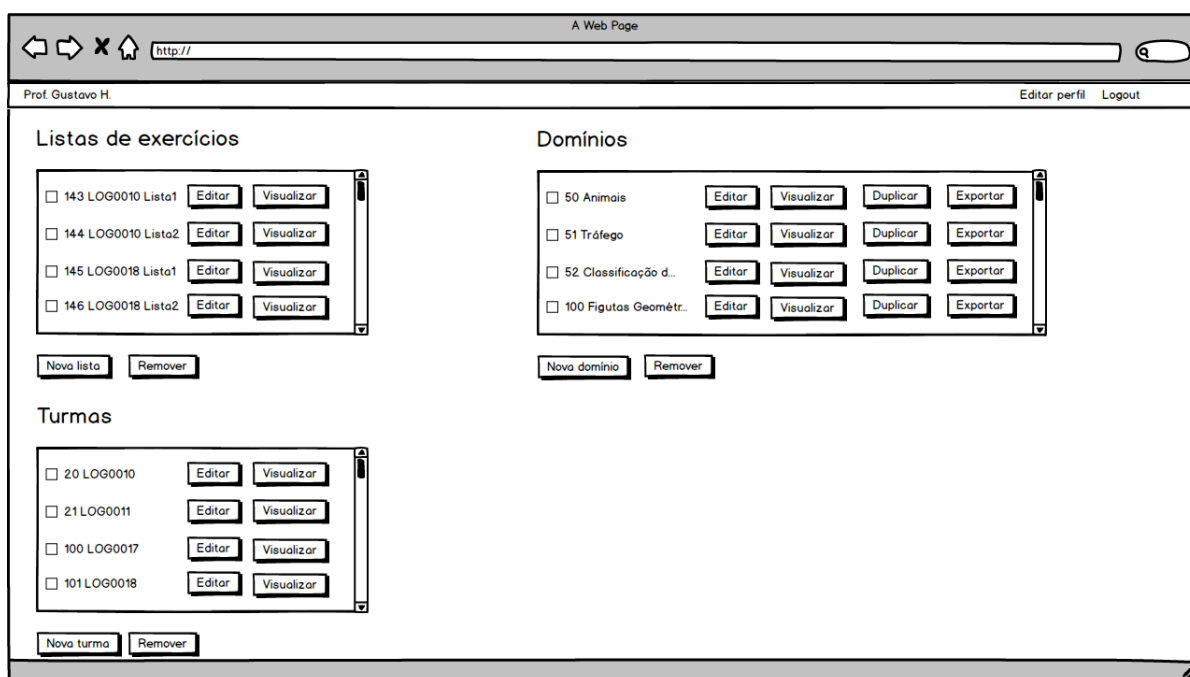 A Web Page
http://
Prof. Gustavo H. Editar perfil Logout
Listas de exercícios
143 LOG0010 Lista1 Editar Visualizar
144 LOG0010 Lista2 Editar Visualizar
145 LOG0018 Lista1 Editar Visualizar
146 LOG0018 Lista2 Editar Visualizar
Nova lista Remover
Domínios
50 Animais Editar Visualizar Duplicar Exportar
51 Tráfego Editar Visualizar Duplicar Exportar
52 Classificação d... Editar Visualizar Duplicar Exportar
100 Figutas Geométr... Editar Visualizar Duplicar Exportar
Nova domínio Remover
Turmas
20 LOG0010 Editar Visualizar
21 LOG0011 Editar Visualizar
100 LOG0017 Editar Visualizar
101 LOG0018 Editar Visualizar
Nova turma Remover